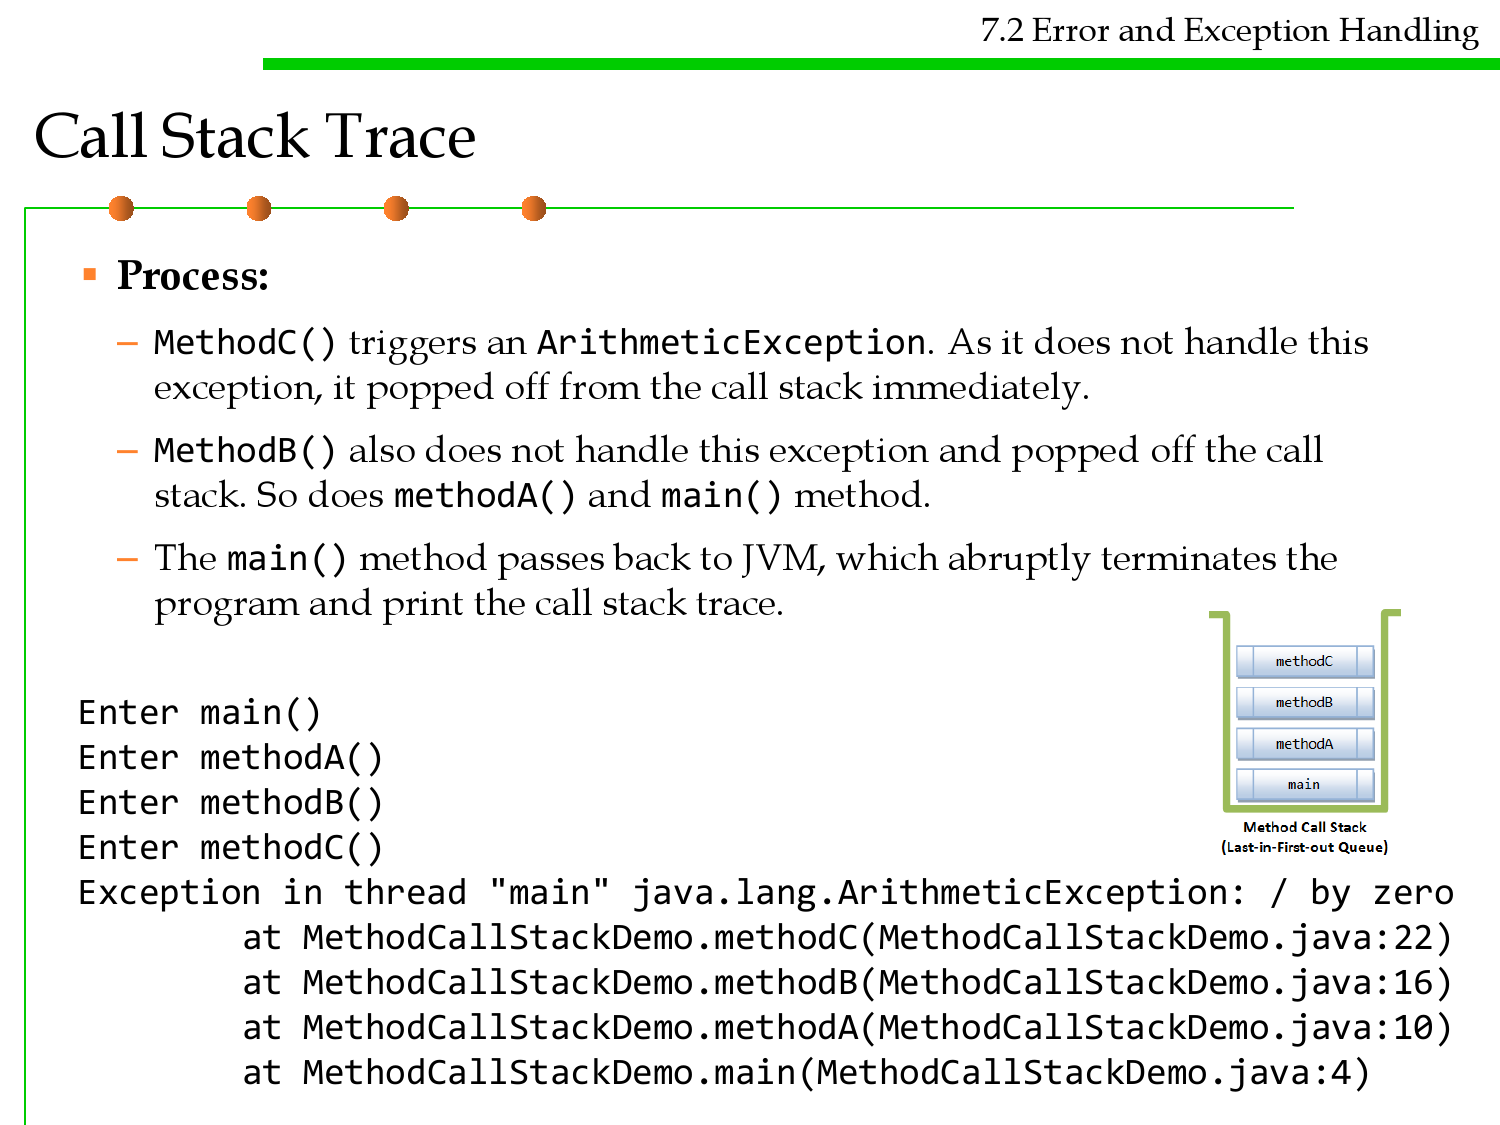 7.2 Error and Exception Handling
Call Stack Trace
Process:
– MethodC() triggers an ArithmeticException. As it does not handle this
exception, it popped off from the call stack immediately.
– MethodB() also does not handle this exception and popped off the call
stack. So does methodA() and main() method.
– The main() method passes back to JVM, which abruptly terminates the
program and print the call stack trace.
methodC
methodB
methodA
main
Method Call Stack
(Last-in-First-out Queue)
Enter main()
Enter methodA()
Enter methodB()
Enter methodC()
Exception in thread "main" java.lang.ArithmeticException: / by zero
at MethodCallStackDemo.methodC(MethodCallStackDemo.java:22)
at MethodCallStackDemo.methodB(MethodCallStackDemo.java:16)
at MethodCallStackDemo.methodA(MethodCallStackDemo.java:10)
at MethodCallStackDemo.main(MethodCallStackDemo.java:4)